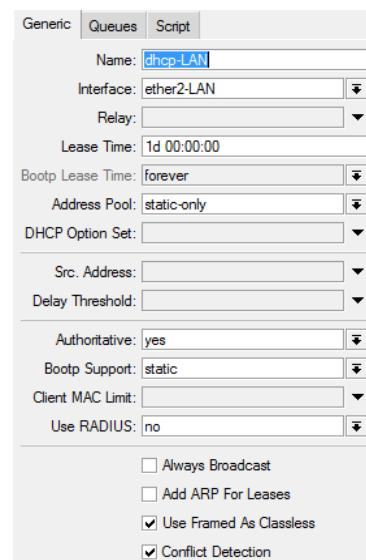 Generic Queues Script
Name: dhcp-LAN
Interface: ether2-LAN
Relay:
Lease Time: 1d 00:00:00
Bootp Lease Time: forever
Address Pool: static-only
DHCP Option Set:
Src. Address:
Delay Threshold:
Authoritative: yes
Bootp Support: static
Client MAC Limit:
Use RADIUS: no
Always Broadcast
Add ARP For Leases
Use Framed As Classless
Conflict Detection